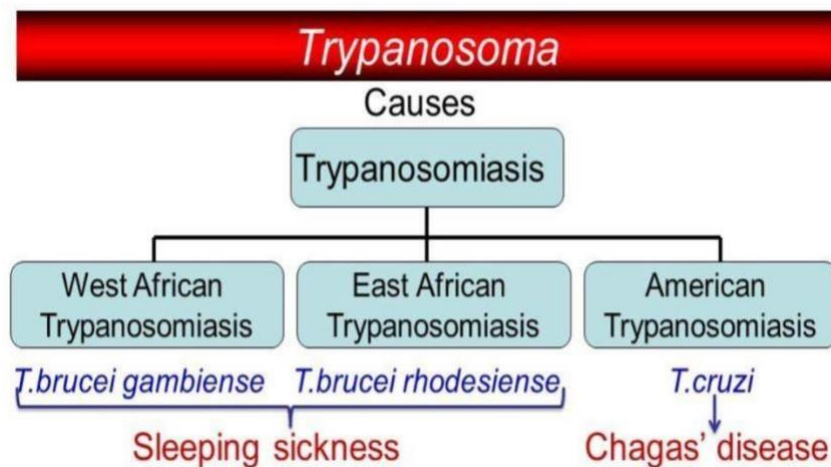 Trypanosoma
Causes
Trypanosomiasis
West African
Trypanosomiasis
East African
Trypanosomiasis
American
Trypanosomiasis
T.brucei gambiense
T.brucei rhodesiense
T.cruzi
Sleeping sickness
Chagas’ disease